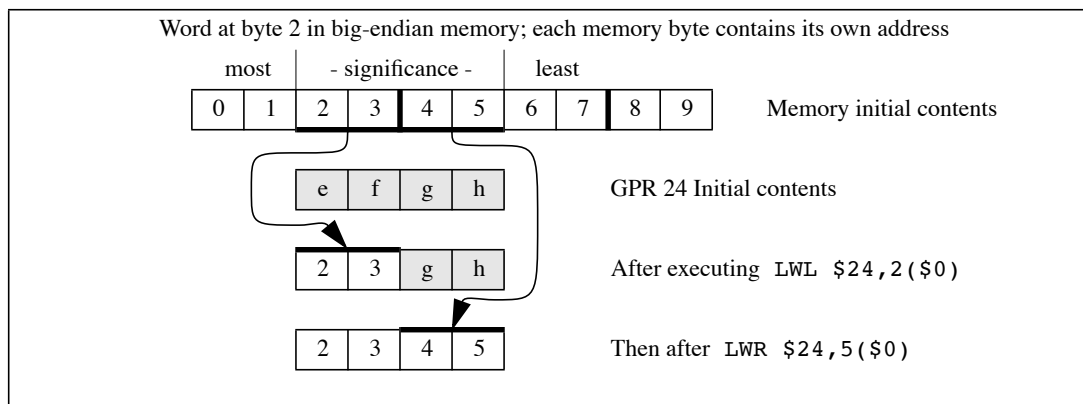 Word at byte 2 in big-endian memory; each memory byte contains its own address
most - significance - least
0 1 2 3 4 5 6 7 8 9 Memory initial contents
e f g h GPR 24 Initial contents
2 3 g h After executing LWL $24,2($0)
2 3 4 5 Then after LWR $24,5($0)